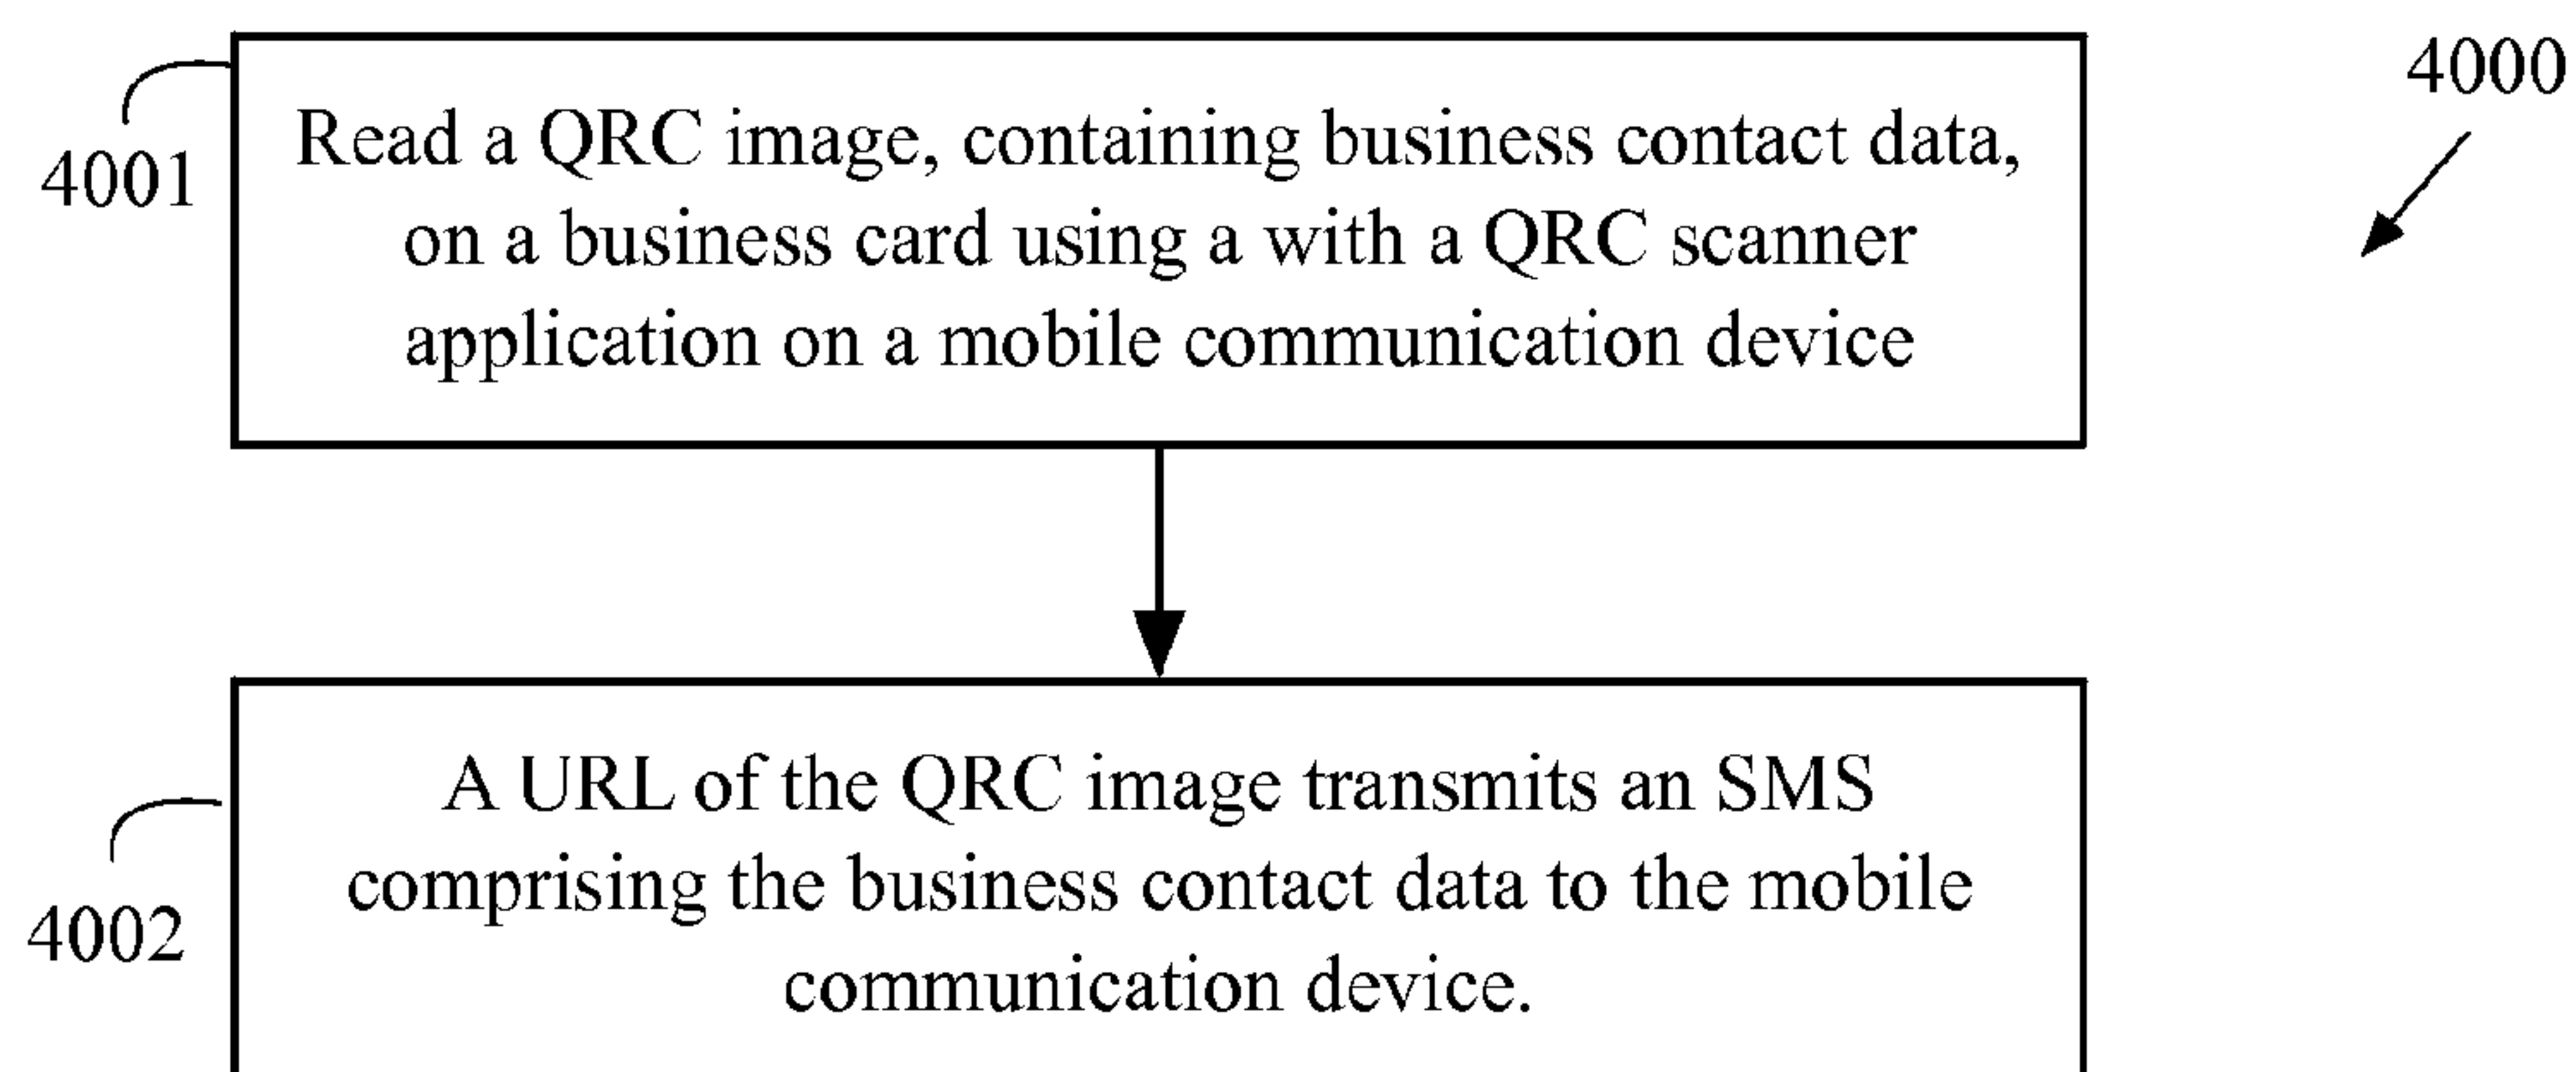 4000
4001
Read a QRC image, containing business contact data,
on a business card using a with a QRC scanner
application on a mobile communication device
4002
A URL of the QRC image transmits an SMS
comprising the business contact data to the mobile
communication device.